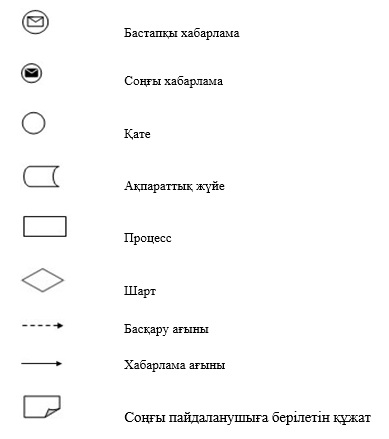 Бастапқы хабарлама
Соңғы хабарлама
Қате
Ақпараттық жүйе
Процесс
Шарт
Басқару ағыны
Хабарлама ағыны
Соңғы пайдаланушыға берілетін құжат